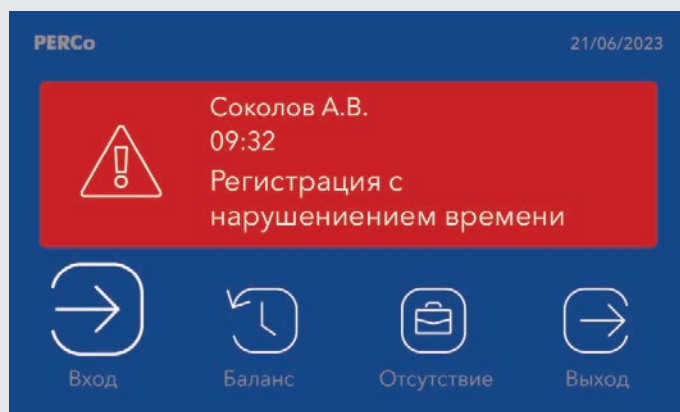 PERCo 21/06/2023
Соколов А.В.
09:32
Регистрация с
нарушениением времени
Вход Баланс Отсутствие Выход